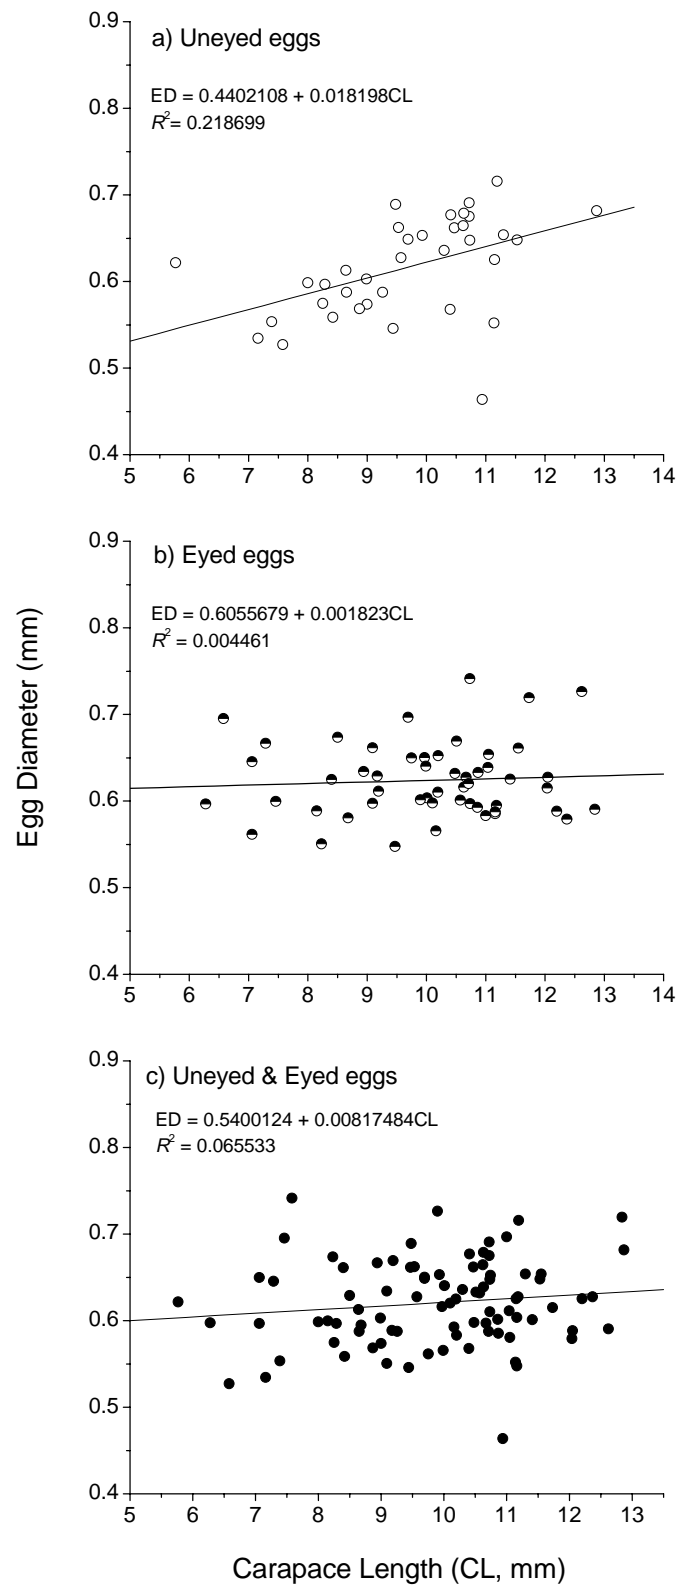 0.9
a) Uneyed eggs
ED = 0.4402108 + 0.018198CL
R²= 0.218699
0.8
0.7
0.6
0.5
0.4
5 6 7 8 9 10 11 12 13 14
0.9
b) Eyed eggs
ED = 0.6055679 + 0.001823CL
R² = 0.004461
0.8
0.7
0.6
0.5
0.4
5 6 7 8 9 10 11 12 13 14
Egg Diameter (mm)
0.9
c) Uneyed & Eyed eggs
ED = 0.5400124 + 0.00817484CL
R² = 0.065533
0.8
0.7
0.6
0.5
0.4
5 6 7 8 9 10 11 12 13
Carapace Length (CL, mm)